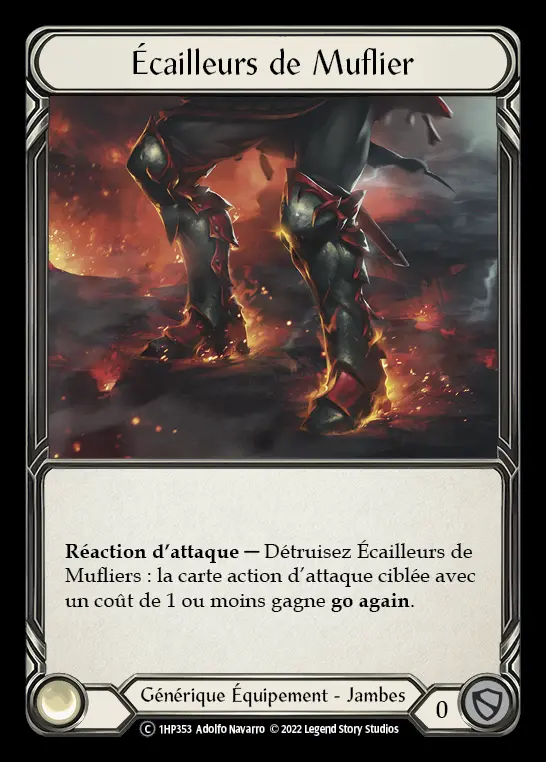 Écailleurs de Muflier
Réaction d’attaque — Détruisez Écailleurs de
Mufliers : la carte action d’attaque ciblée avec
un coût de 1 ou moins gagne go again.
Générique Équipement - Jambes
0
C 1HP353 Adolfo Navarro © 2022 Legend Story Studios